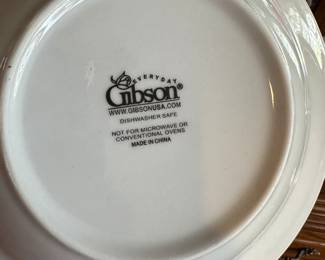 EVERYDAY
Gibson®
WWW.GIBSONUSA.COM
DISHWASHER SAFE
NOT FOR MICROWAVE OR
CONVENTIONAL OVENS
MADE IN CHINA